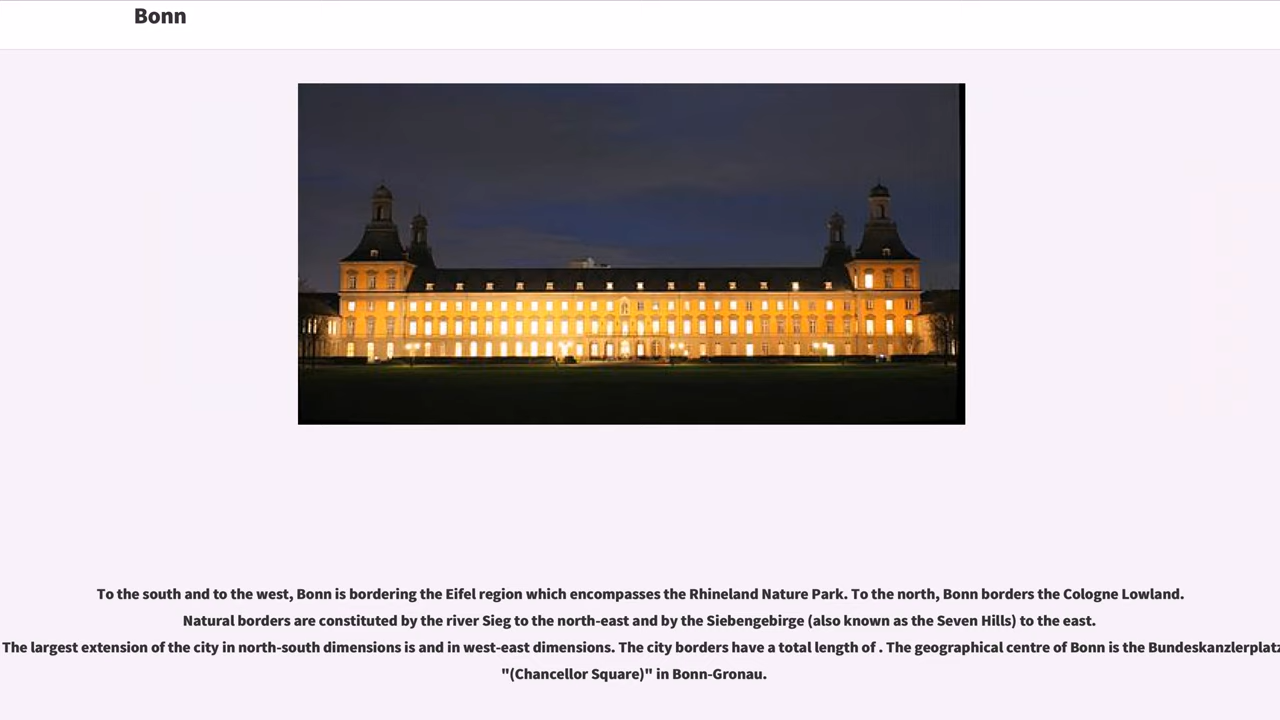 Bonn
To the south and to the west, Bonn is bordering the Eifel region which encompasses the Rhineland Nature Park. To the north, Bonn borders the Cologne Lowland.
Natural borders are constituted by the river Sieg to the north-east and by the Siebengebirge (also known as the Seven Hills) to the east.
The largest extension of the city in north-south dimensions is and in west-east dimensions. The city borders have a total length of . The geographical centre of Bonn is the Bundeskanzlerplatz
"(Chancellor Square)" in Bonn-Gronau.